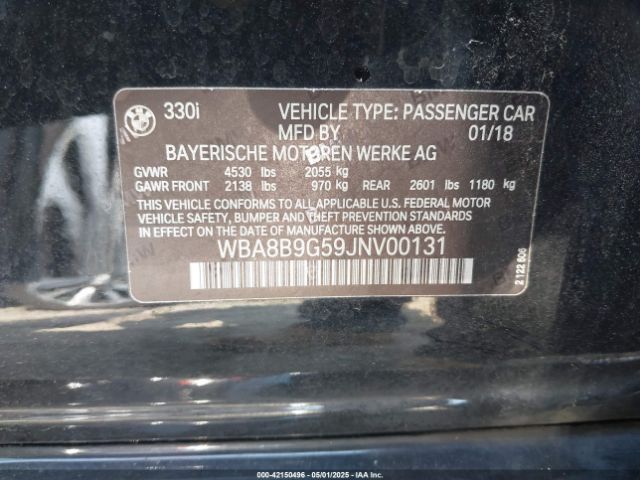 330i VEHICLE TYPE: PASSENGER CAR
MFD BY 01/18
BAYERISCHE MOTOREN WERKE AG
GVWR 4530 lbs 2055 kg
GAWR FRONT 2138 lbs 970 kg REAR 2601 lbs 1180 kg
THIS VEHICLE CONFORMS TO ALL APPLICABLE U.S. FEDERAL MOTOR
VEHICLE SAFETY, BUMPER AND THEFT PREVENTION STANDARDS IN
EFFECT ON THE DATE OF MANUFACTURE SHOWN ABOVE.
WBA8B9G59JNV00131
2 122 606
000-42150496 - 05/01/2025 - IAAI.COM